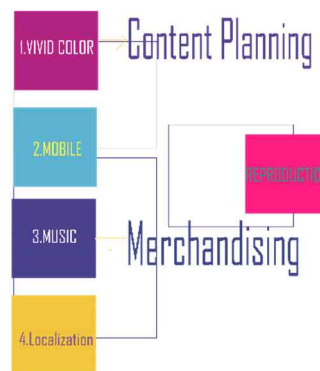 1.VIVID COLOR
Content Planning
2.MOBILE
REPRODUCTIO
3.MUSIC
Merchandising
4.Localization